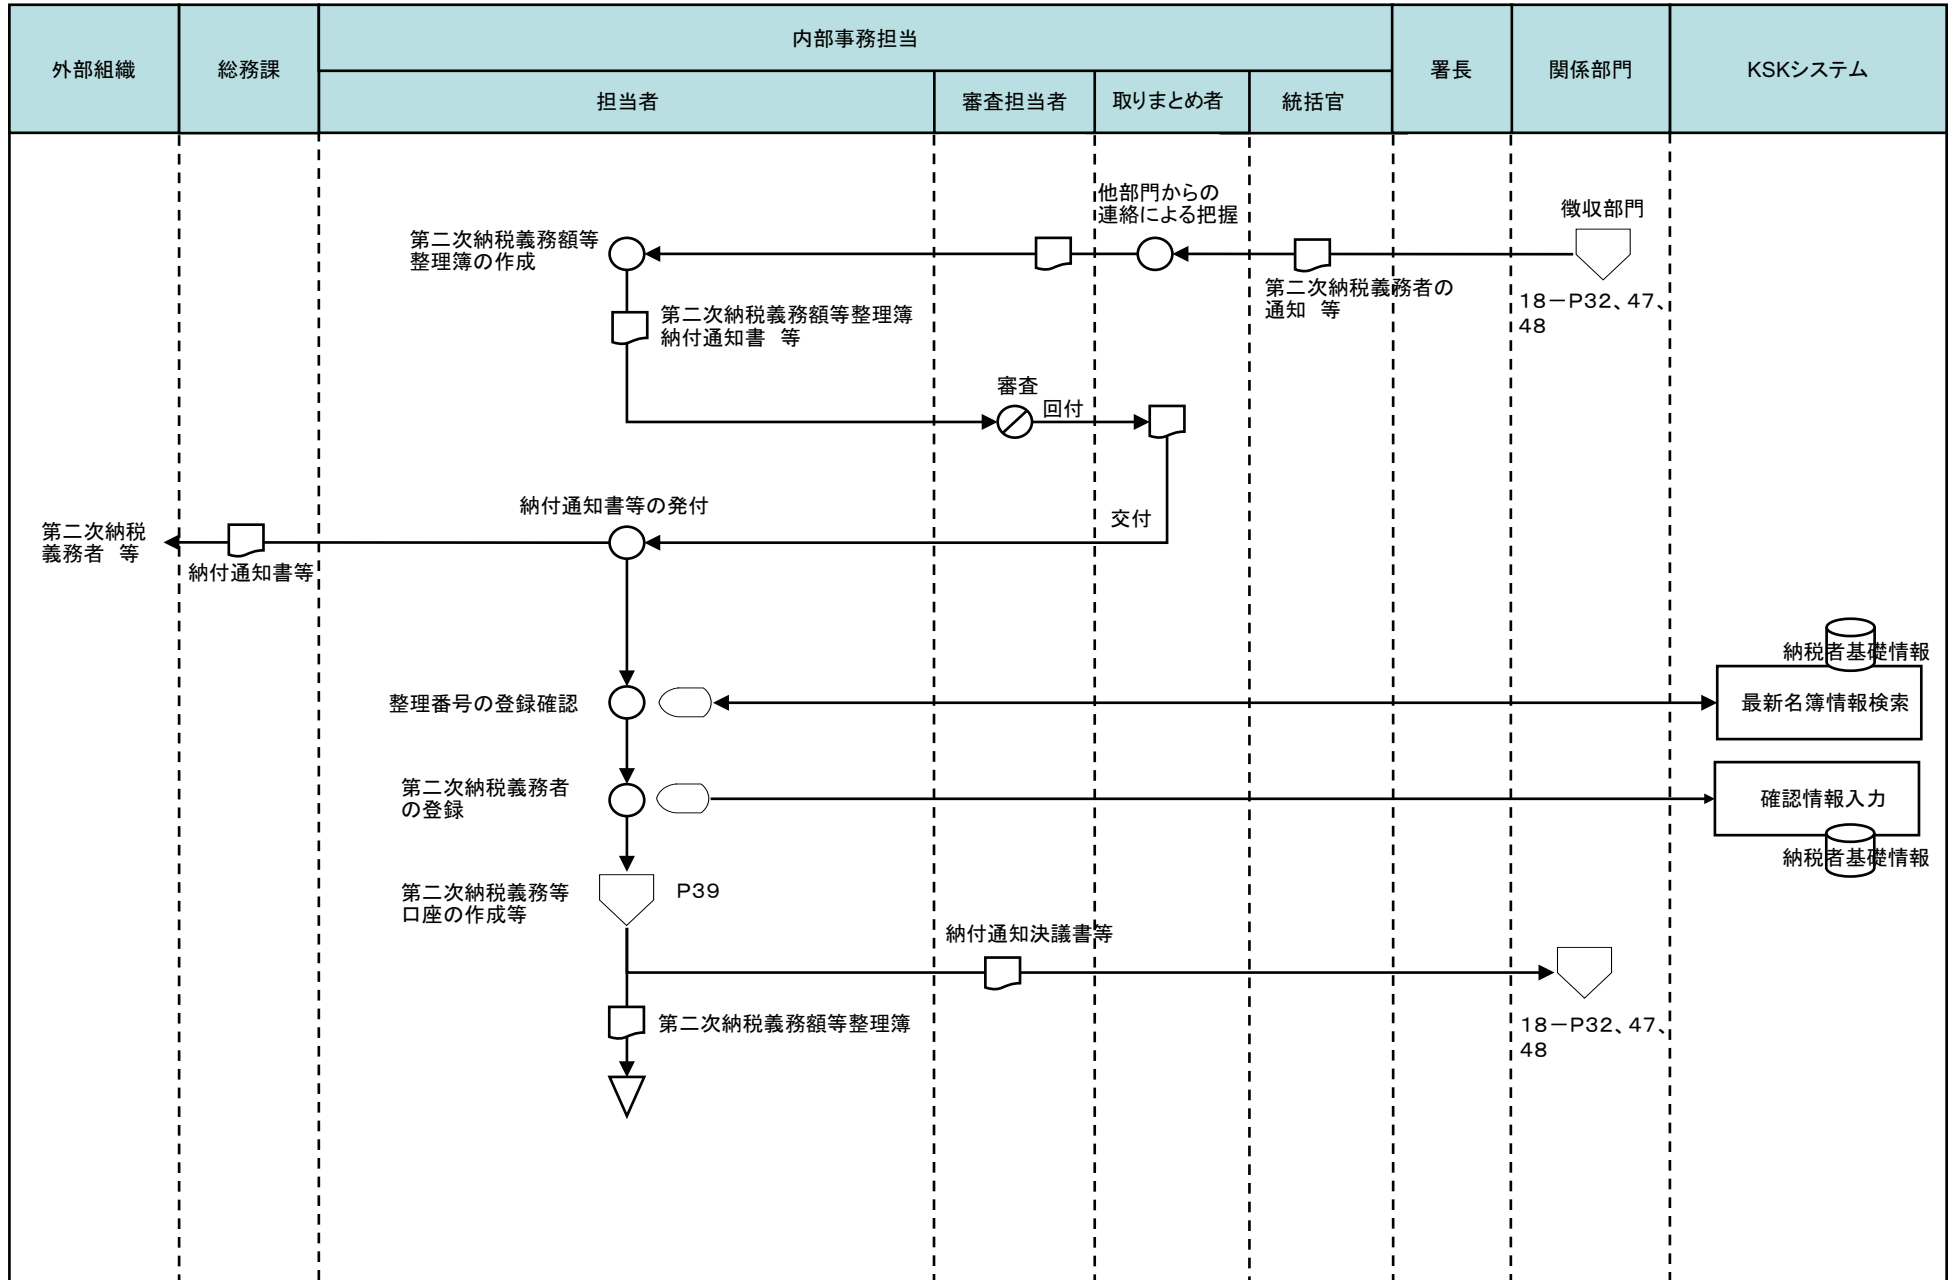 外部組織
総務課
内部事務担当
担当者
審査担当者
取りまとめ者
統括官
署長
関係部門
KSKシステム
他部門からの
連絡による把握
徴収部門
第二次納税義務額等
整理簿の作成
第二次納税義務者の
通知　等
18－P32、47、
48
第二次納税義務額等整理簿
納付通知書　等
審査
回付
納付通知書等の発付
交付
第二次納税
義務者　等
納付通知書等
納税者基礎情報
整理番号の登録確認
最新名簿情報検索
第二次納税義務者
の登録
確認情報入力
納税者基礎情報
第二次納税義務等
口座の作成等
P39
納付通知決議書等
第二次納税義務額等整理簿
18－P32、47、
48